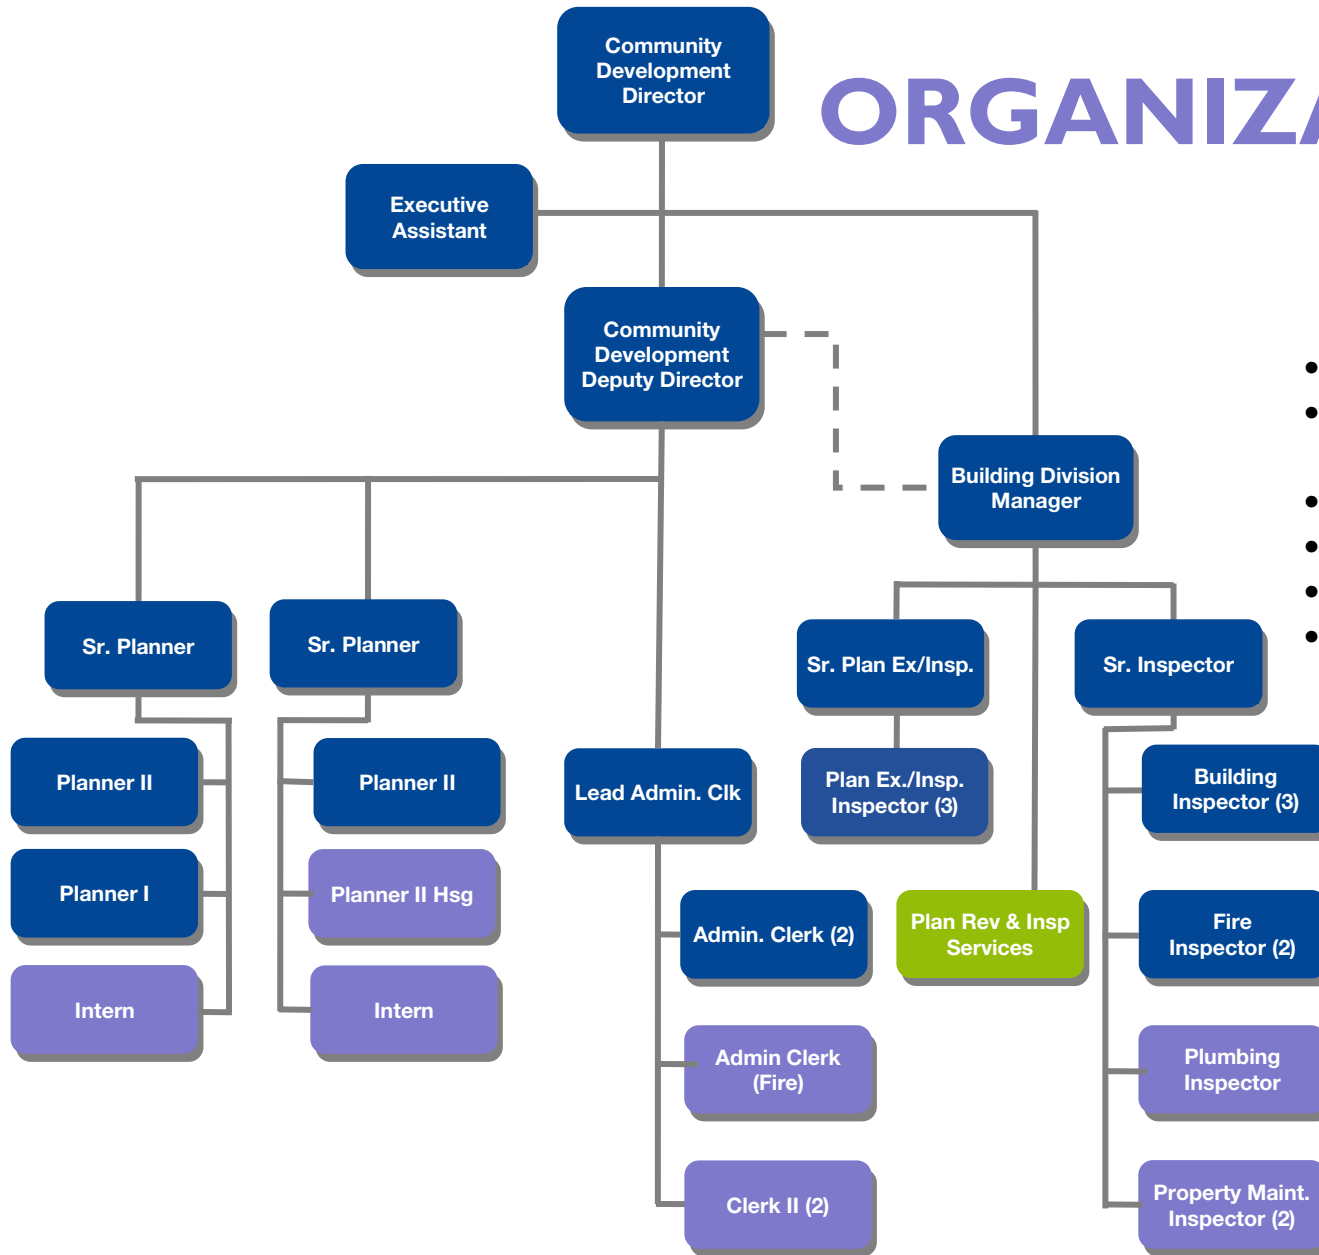 Community
Development
Director
ORGANIZA
Executive
Assistant
Community
Development
Deputy Director
Building Division
Manager
Sr. Planner
Sr. Planner
Sr. Plan Ex/Insp.
Sr. Inspector
Planner II
Planner II
Lead Admin. Clk
Plan Ex./Insp.
Inspector (3)
Building
Inspector (3)
Planner I
Planner II Hsg
Admin. Clerk (2)
Plan Rev & Insp
Services
Fire
Inspector (2)
Intern
Intern
Admin Clerk
(Fire)
Plumbing
Inspector
Clerk II (2)
Property Maint.
Inspector (2)